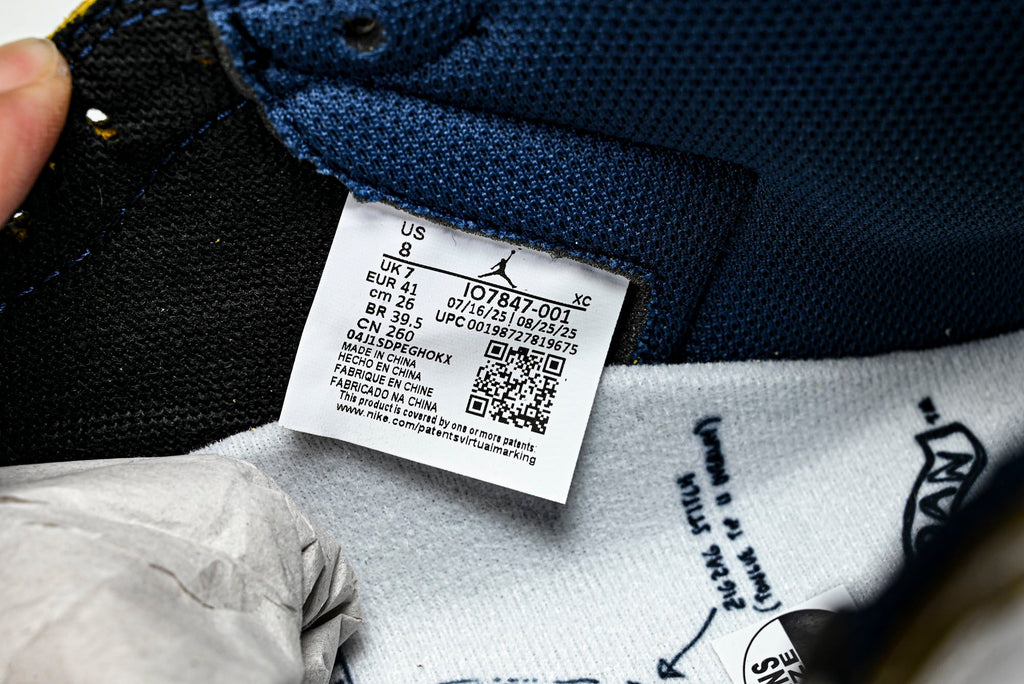 US
8
UK 7
EUR 41
cm 26
BR 39,5
CN 260
XC
IO7847-001
07/16/25 | 08/25/25
UPC 00198727819675
04J1SDPEGHOKX
MADE IN CHINA
HECHO EN CHINA
FABRIQUE EN CHINE
FABRICADO NA CHINA
This product is covered by one or more patents:
www.nike.com/patentsvirtualmarking
ZIGZAG STITCH